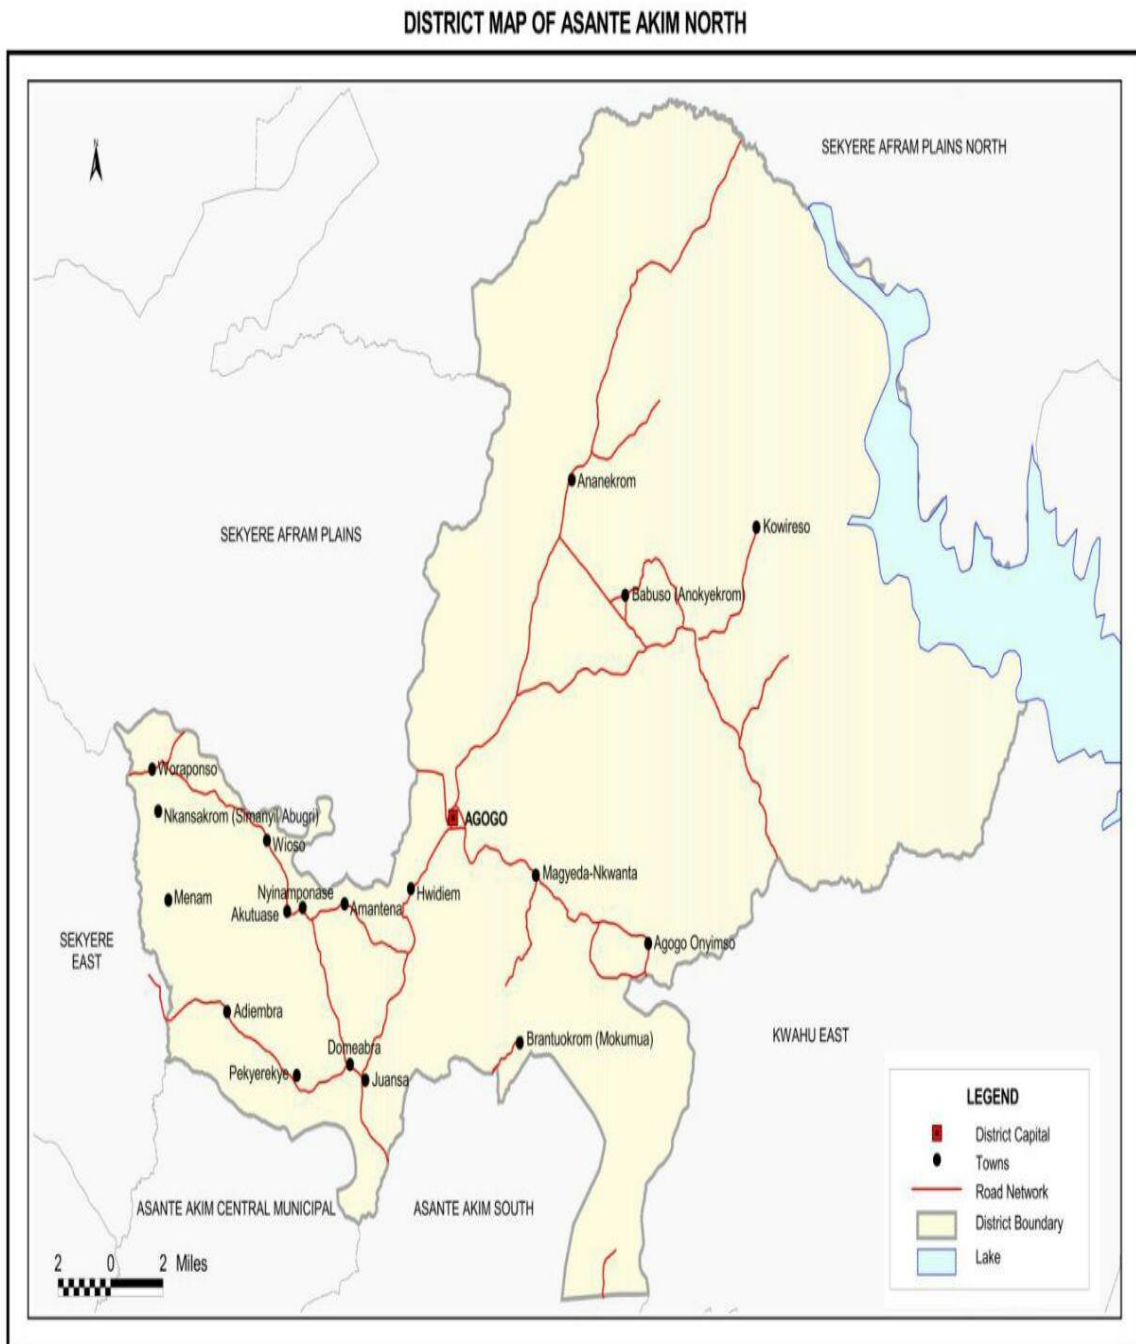 DISTRICT MAP OF ASANTE AKIM NORTH
N
SEKYERE AFRAM PLAINS NORTH
Ananekrom
SEKYERE AFRAM PLAINS
Kowireso
Babuso (Anokyekrom)
Woraponso
Nkansakrom (Simanyil Abugri)
AGOGO
Wioso
Magyeda-Nkwanta
Menam
Nyinamponase
Hwidiem
Akutuase
Amantena
SEKYERE
EAST
Agogo Onyimso
Adiembra
KWAHU EAST
Brantuokrom (Mokumua)
Domeabra
Pekyerekye
Juansa
LEGEND
District Capital
Towns
Road Network
District Boundary
Lake
ASANTE AKIM CENTRAL MUNICIPAL
ASANTE AKIM SOUTH
2 0 2 Miles